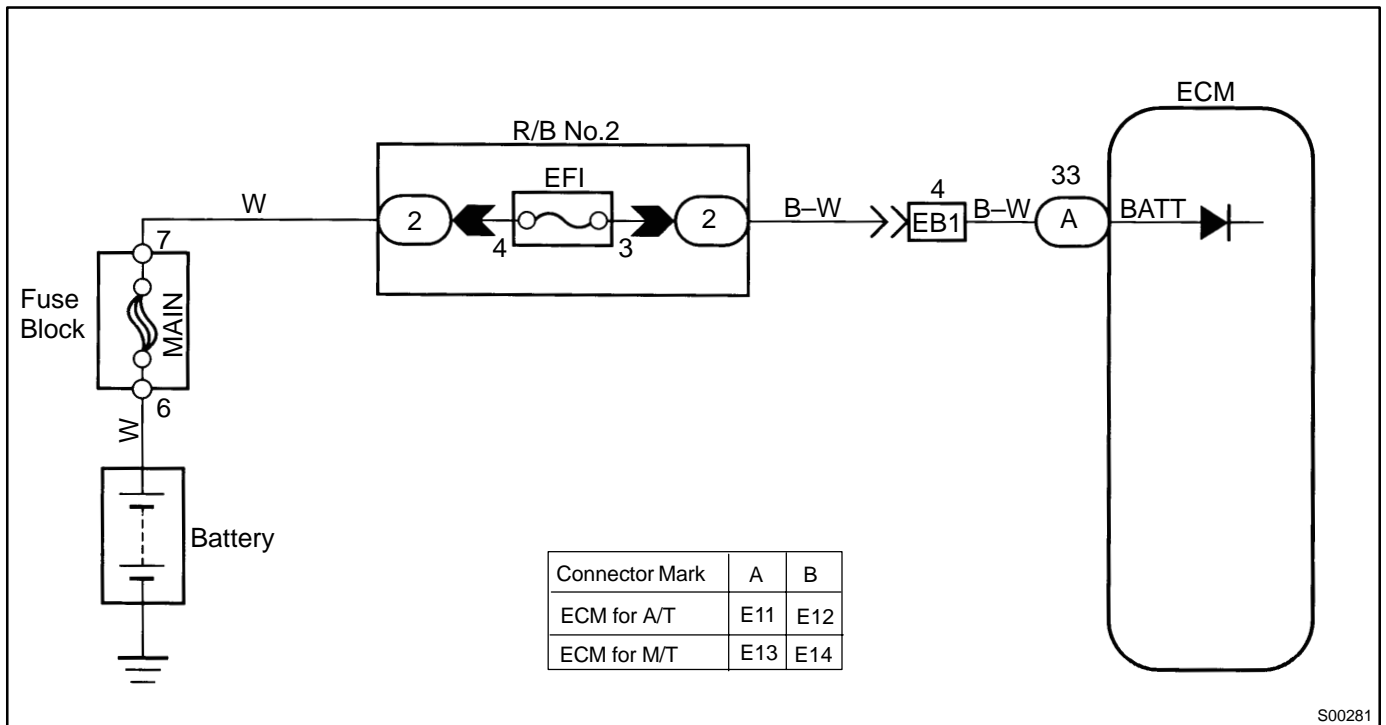 ECM
R/B No.2
EFI
33
4
W
2
4
3
2
B–W
EB1
B–W
A
BATT
7
Fuse
Block
MAIN
6
W
Battery
Connector Mark A B
ECM for A/T E11 E12
ECM for M/T E13 E14
S00281